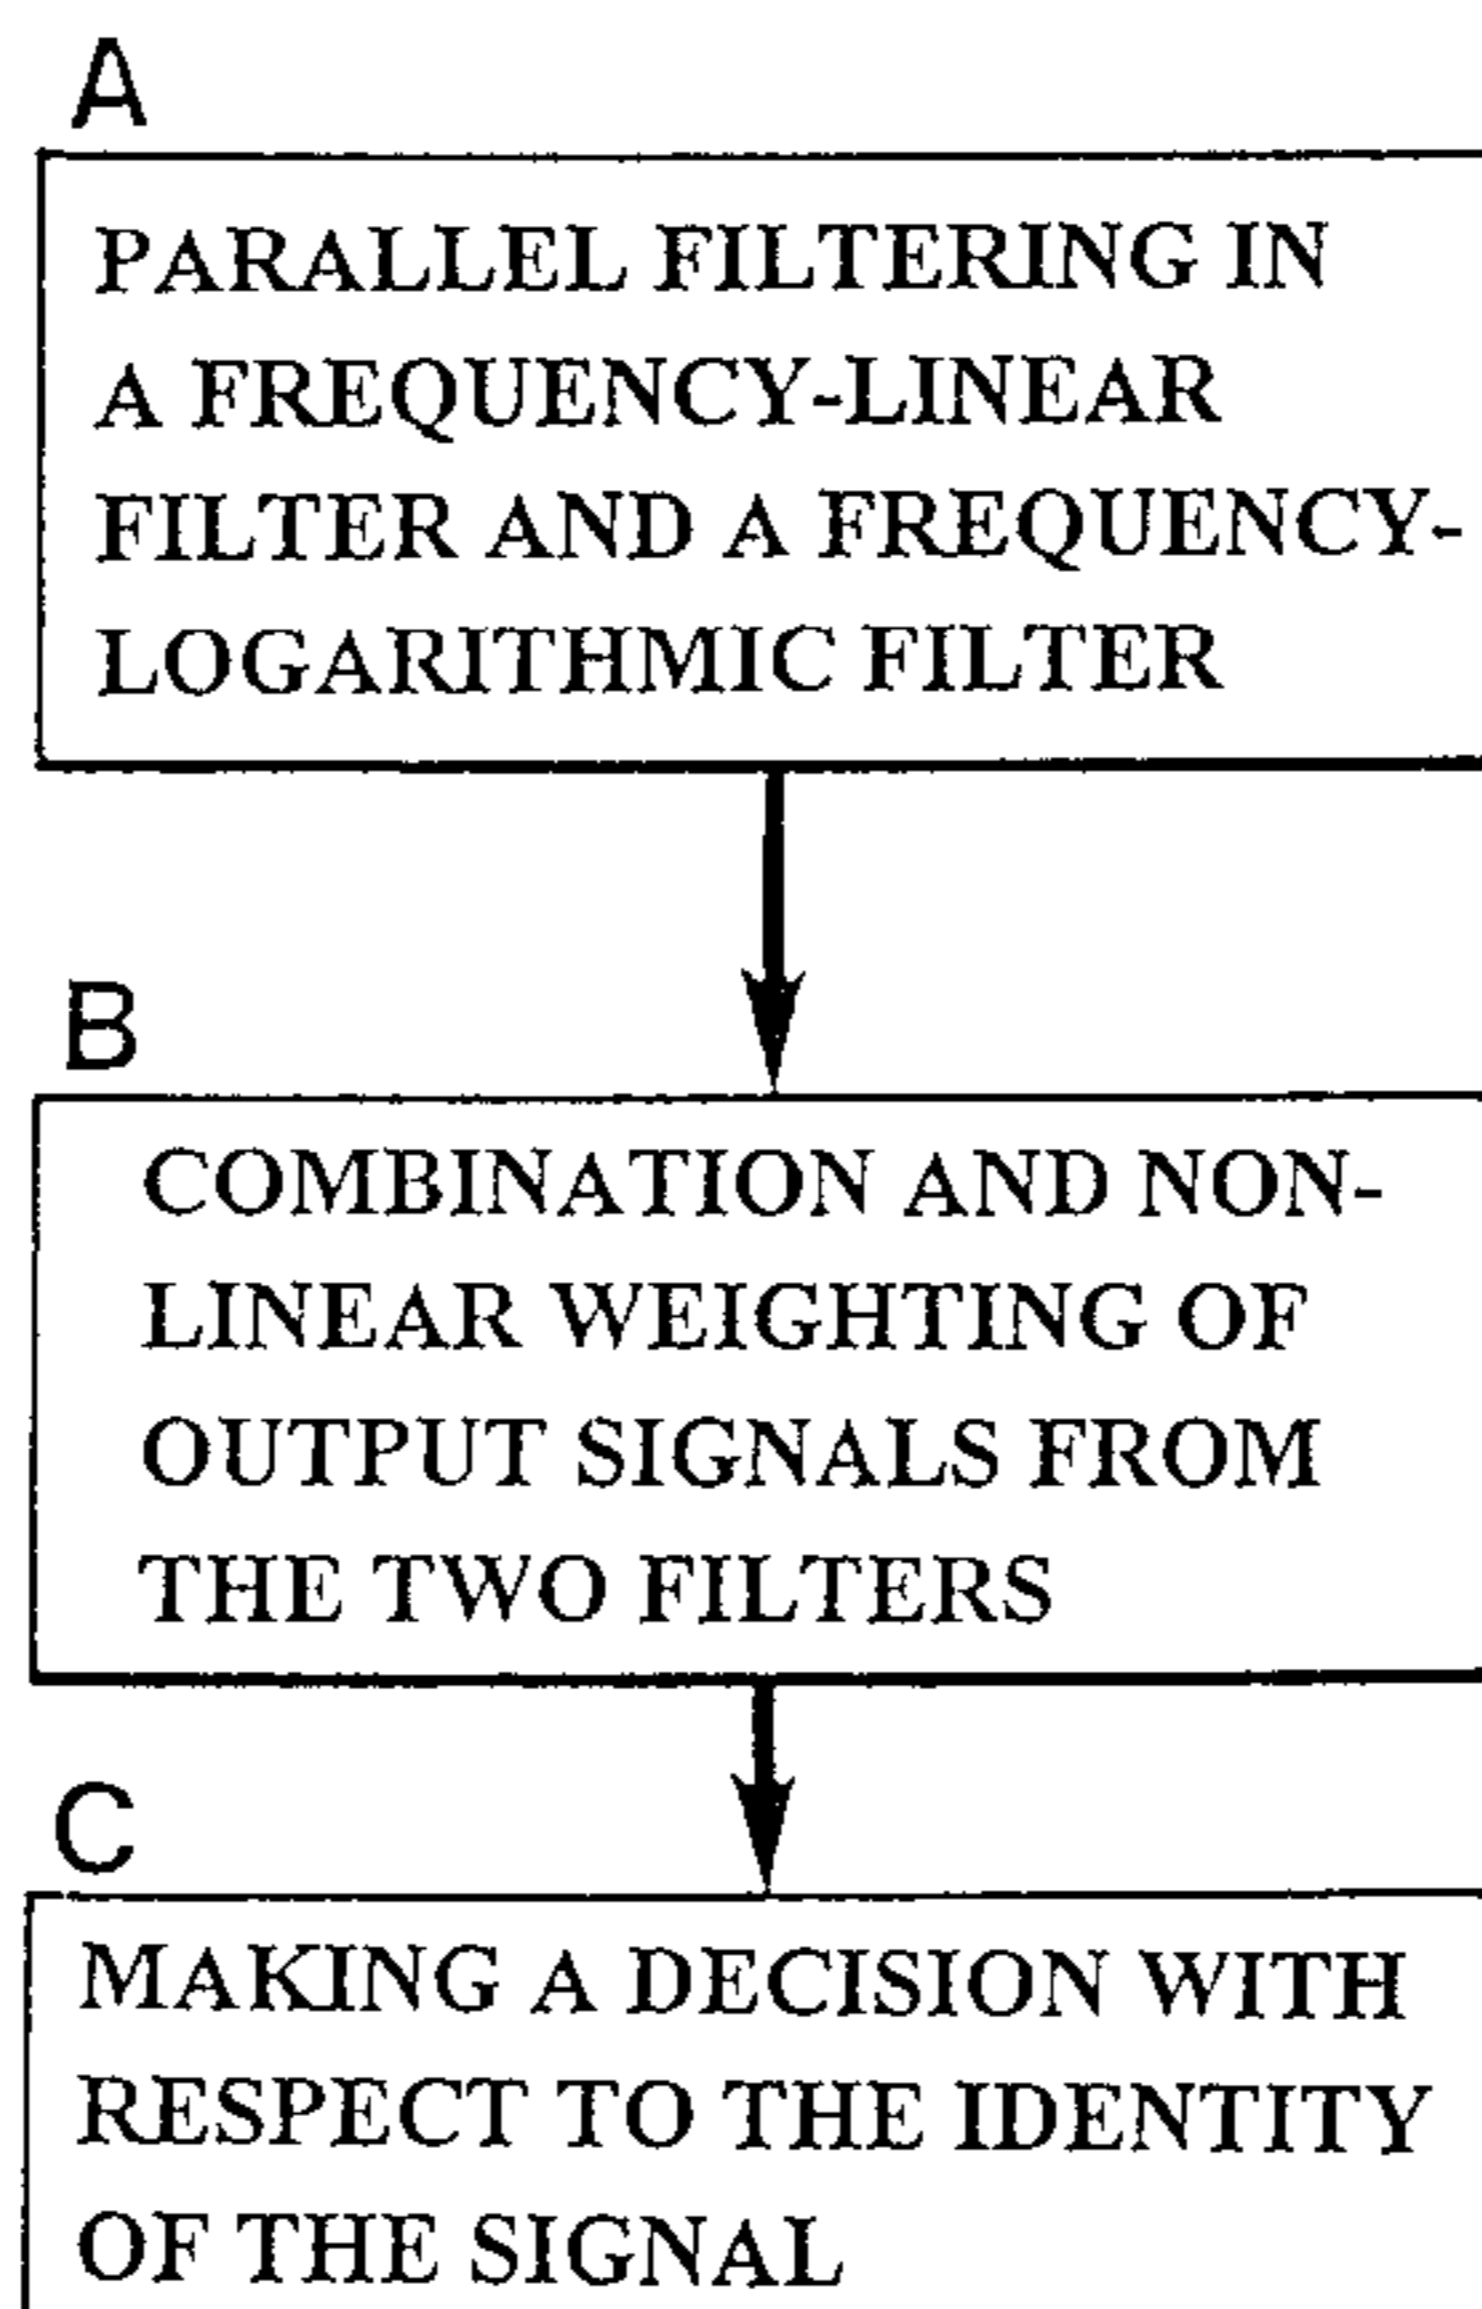 A
PARALLEL FILTERING IN
A FREQUENCY-LINEAR
FILTER AND A FREQUENCY-
LOGARITHMIC FILTER
B
COMBINATION AND NON-
LINEAR WEIGHTING OF
OUTPUT SIGNALS FROM
THE TWO FILTERS
C
MAKING A DECISION WITH
RESPECT TO THE IDENTITY
OF THE SIGNAL